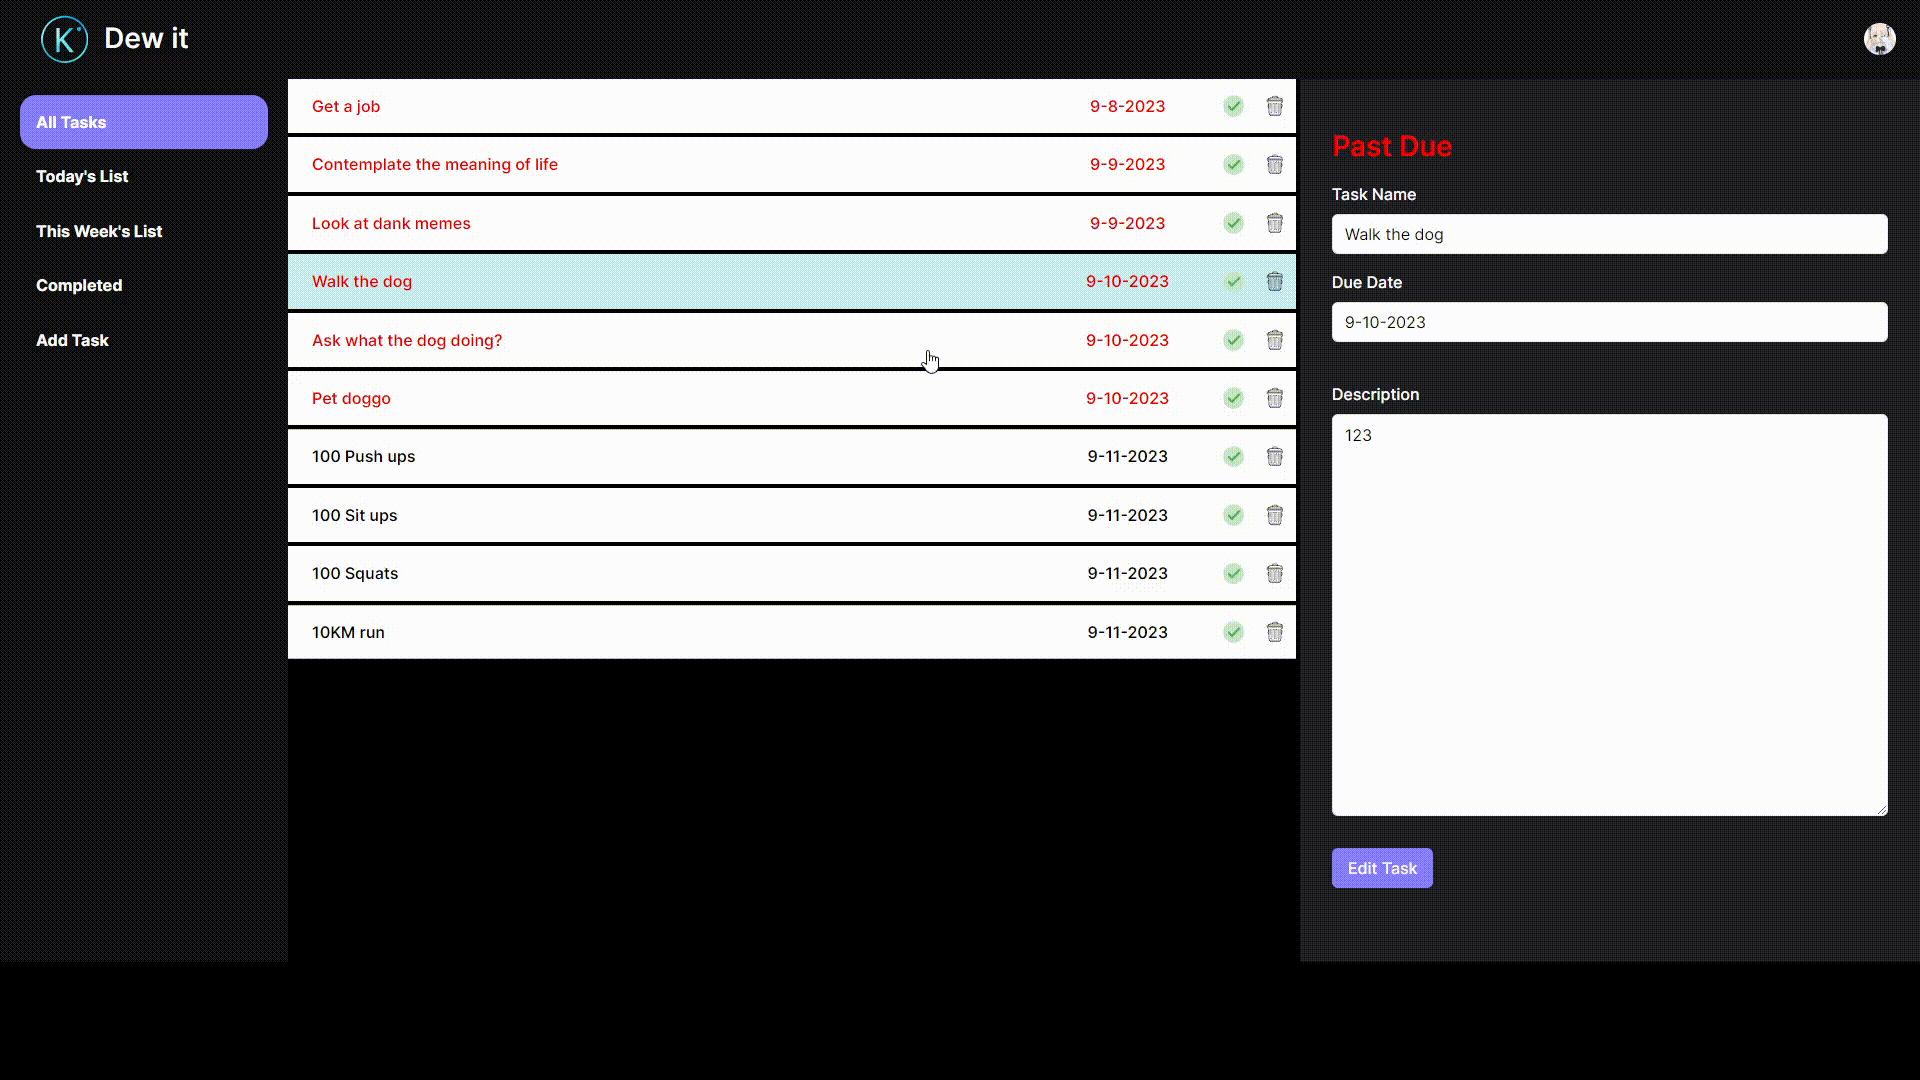 K
Dew it
All Tasks
Today's List
This Week's List
Completed
Add Task
Get a job 9-8-2023
Contemplate the meaning of life 9-9-2023
Look at dank memes 9-9-2023
Walk the dog 9-10-2023
Ask what the dog doing? 9-10-2023
Pet doggo 9-10-2023
100 Push ups 9-11-2023
100 Sit ups 9-11-2023
100 Squats 9-11-2023
10KM run 9-11-2023
Past Due
Task Name
Walk the dog
Due Date
9-10-2023
Description
123
Edit Task